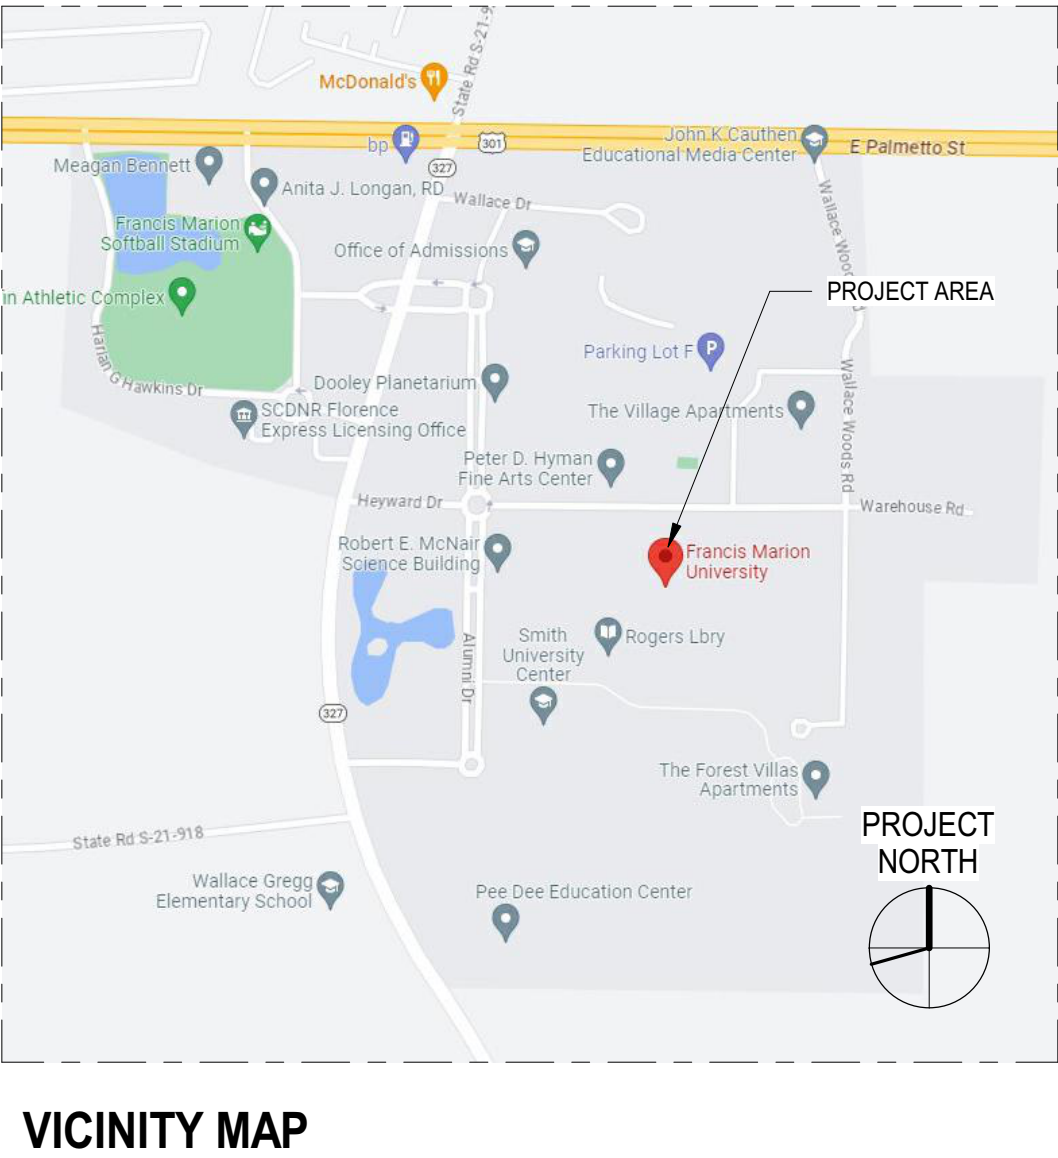 State Rd S-21-9
McDonald's
bp
301
John K Cauthen
Educational Media Center
E Palmetto St
327
Meagan Bennett
Anita J. Longan, RD
Wallace Dr
Francis Marion
Softball Stadium
Office of Admissions
Wallace Woods Rd
in Athletic Complex
PROJECT AREA
Harlan G Hawkins Dr
Parking Lot F
P
Dooley Planetarium
SCDNR Florence
Express Licensing Office
The Village Apartments
Wallace Woods Rd
Peter D. Hyman
Fine Arts Center
Heyward Dr
Warehouse Rd
Robert E. McNair
Science Building
Francis Marion
University
Smith
University
Center
Rogers Lbry
Alumni Dr
327
The Forest Villas
Apartments
State Rd S-21-918
PROJECT
NORTH
Wallace Gregg
Elementary School
Pee Dee Education Center
VICINITY MAP